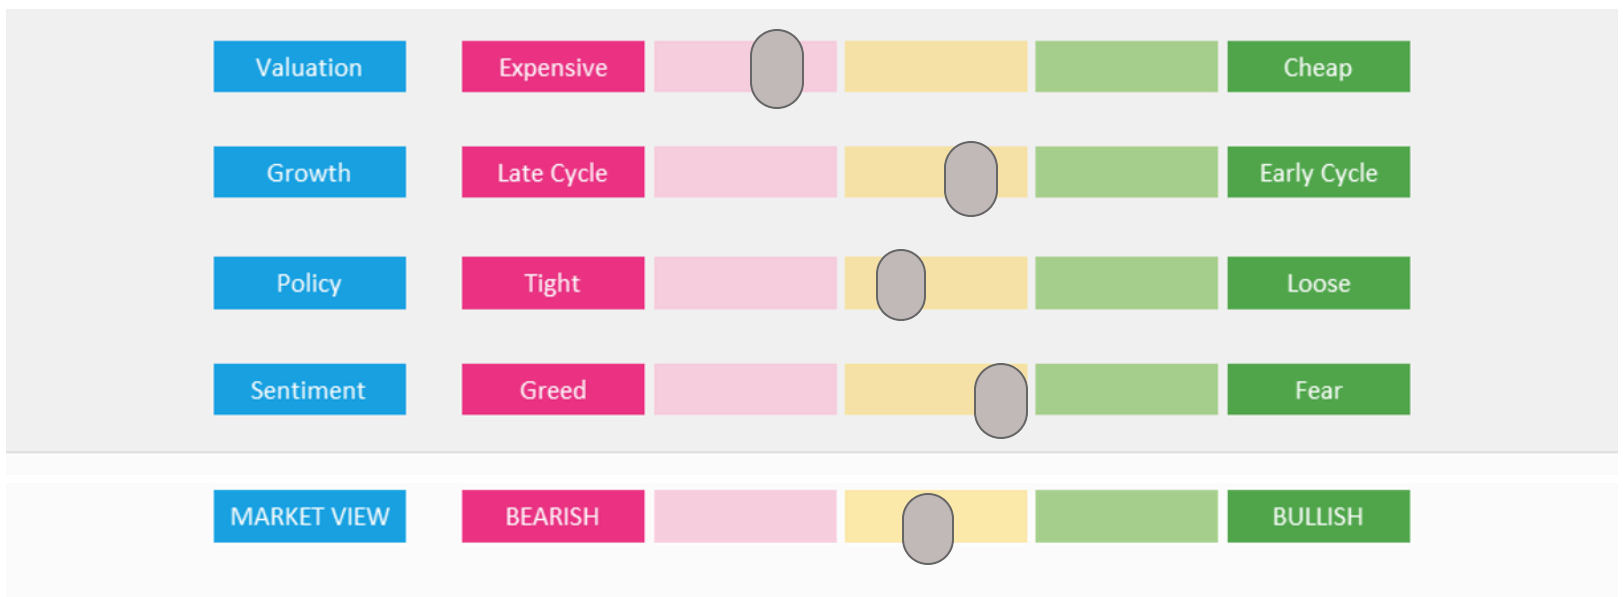 Valuation Expensive Cheap
Growth Late Cycle Early Cycle
Policy Tight Loose
Sentiment Greed Fear
MARKET VIEW BEARISH BULLISH